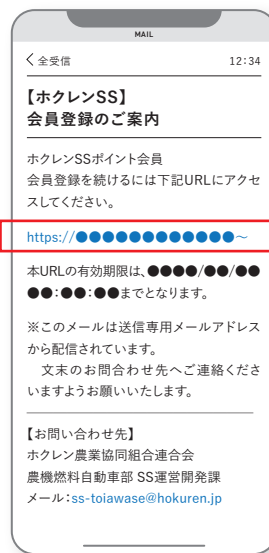 MAIL
く全受信 12:34
【ホクレンSS】
会員登録のご案内
ホクレンSSポイント会員
会員登録を続けるには下記URLにアクセ
スしてください。
https://●●●●●●●●●●●●～
本URLの有効期限は、●●●●/●●/●●
●●：●●：●●までとなります。
※このメールは送信専用メールアドレス
から配信されています。
文末のお問合わせ先へご連絡くださ
いますようお願いいたします。
【お問い合わせ先】
ホクレン農業協同組合連合会
農機燃料自動車部 SS運営開発課
メール：ss-toiawase@hokuren.jp